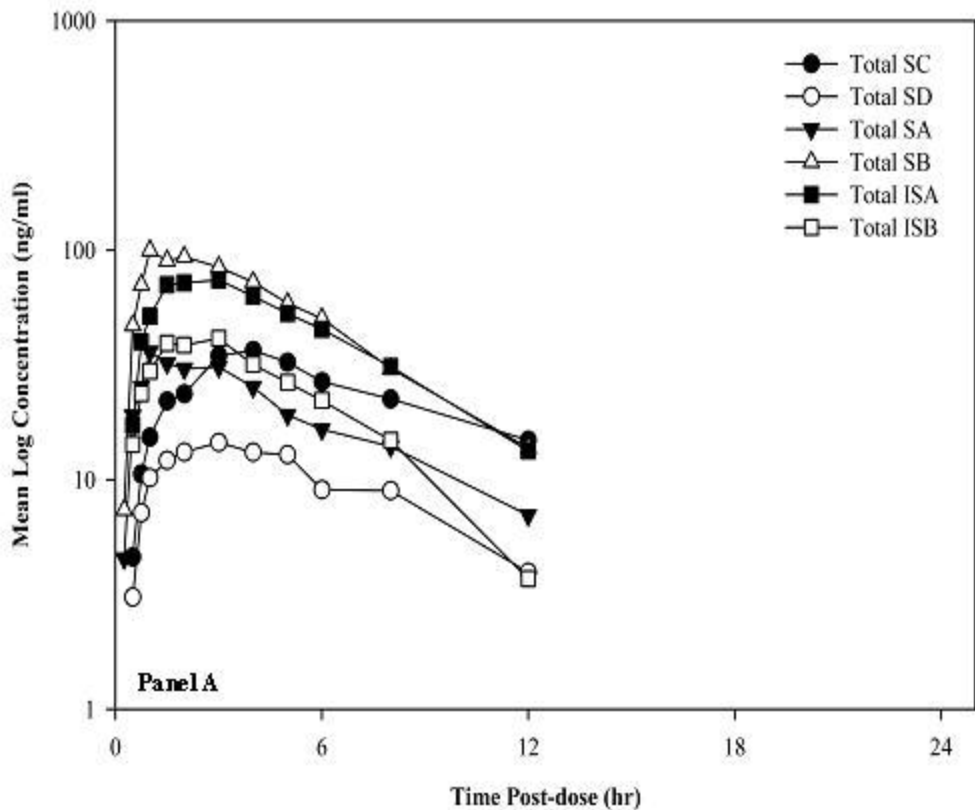 1000
100
10
1
Mean Log Concentration (ng/ml)
Total SC
Total SD
Total SA
Total SB
Total ISA
Total ISB
Panel A
0 6 12 18 24
Time Post-dose (hr)